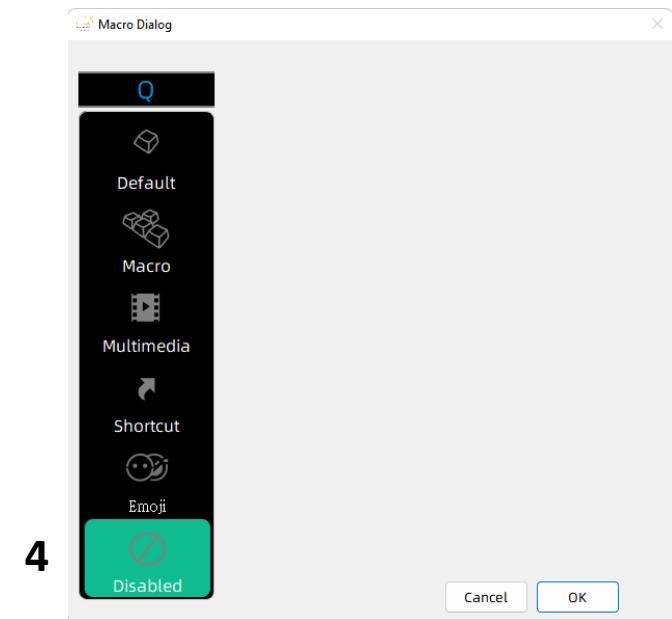 Macro Dialog
Q
Default
Macro
Multimedia
Shortcut
Emoji
4
Disabled
Cancel
OK